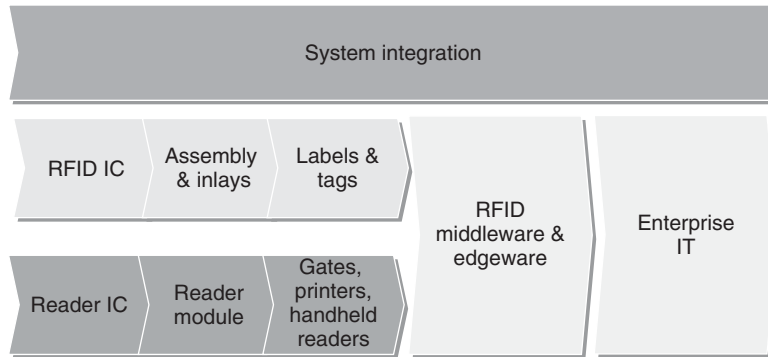 System integration
RFID IC
Assembly
& inlays
Labels &
tags
RFID
middleware &
edgeware
Enterprise
IT
Reader IC
Reader
module
Gates,
printers,
handheld
readers